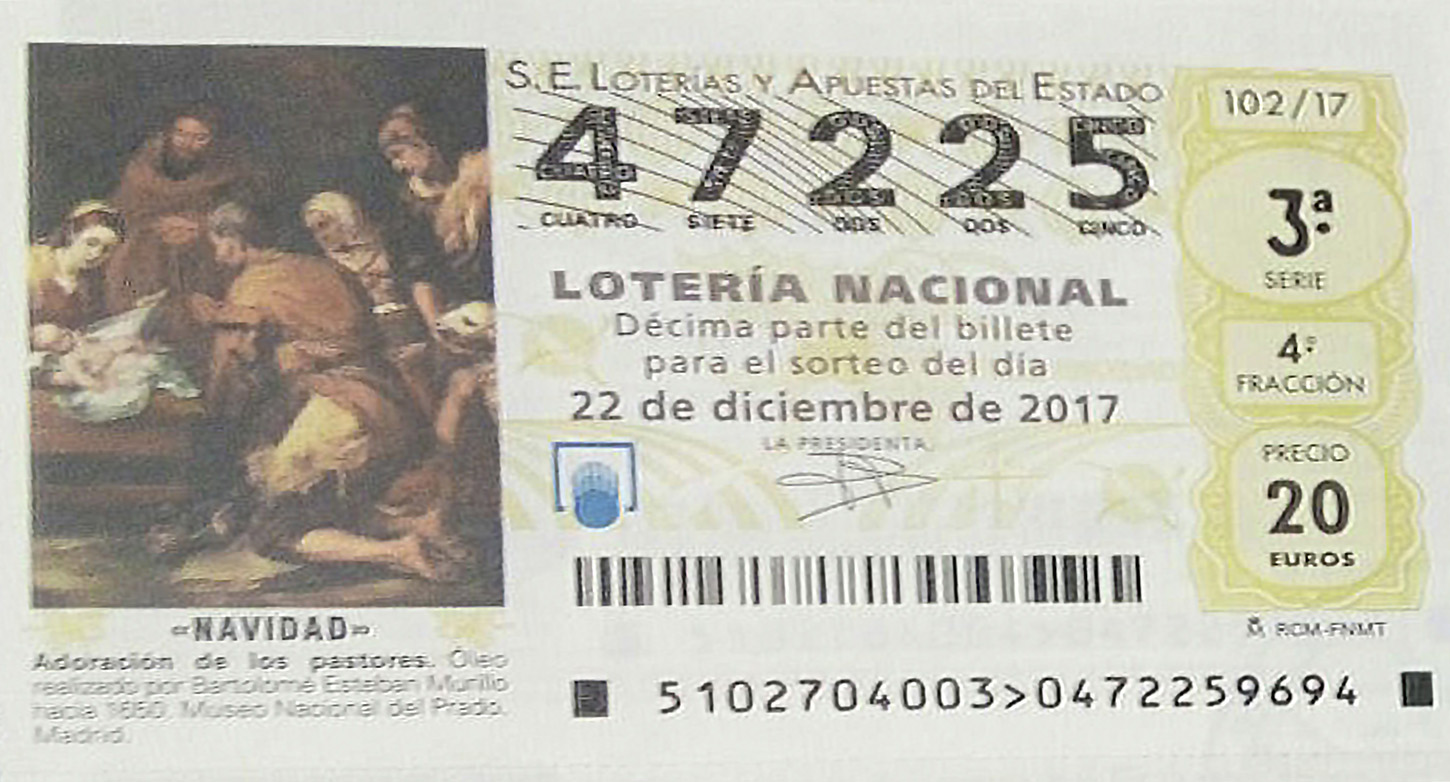 S.E. LOTERÍAS Y APUESTAS DEL ESTADO
47225
CUATRO SIETE DOS DOS CINCO
LOTERÍA NACIONAL
Décima parte del billete
para el sorteo del día
22 de diciembre de 2017
LA PRESIDENTA,
102/17
3ª
SERIE
4ª
FRACCIÓN
PRECIO
20
EUROS
RCM-FNMT
«NAVIDAD»
Adoración de los pastores. Óleo
realizado por Bartolomé Esteban Murillo
hacia 1650. Museo Nacional del Prado.
Madrid.
5102704003>0472259694